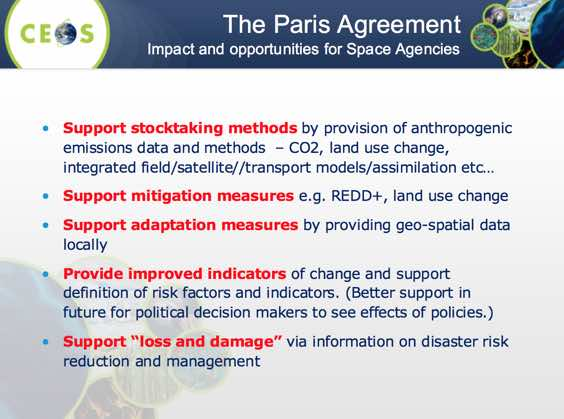 CEOS
The Paris Agreement
Impact and opportunities for Space Agencies
• Support stocktaking methods by provision of anthropogenic
emissions data and methods – CO2, land use change,
integrated field/satellite//transport models/assimilation etc...
• Support mitigation measures e.g. REDD+, land use change
• Support adaptation measures by providing geo-spatial data
locally
• Provide improved indicators of change and support
definition of risk factors and indicators. (Better support in
future for political decision makers to see effects of policies.)
• Support “loss and damage” via information on disaster risk
reduction and management